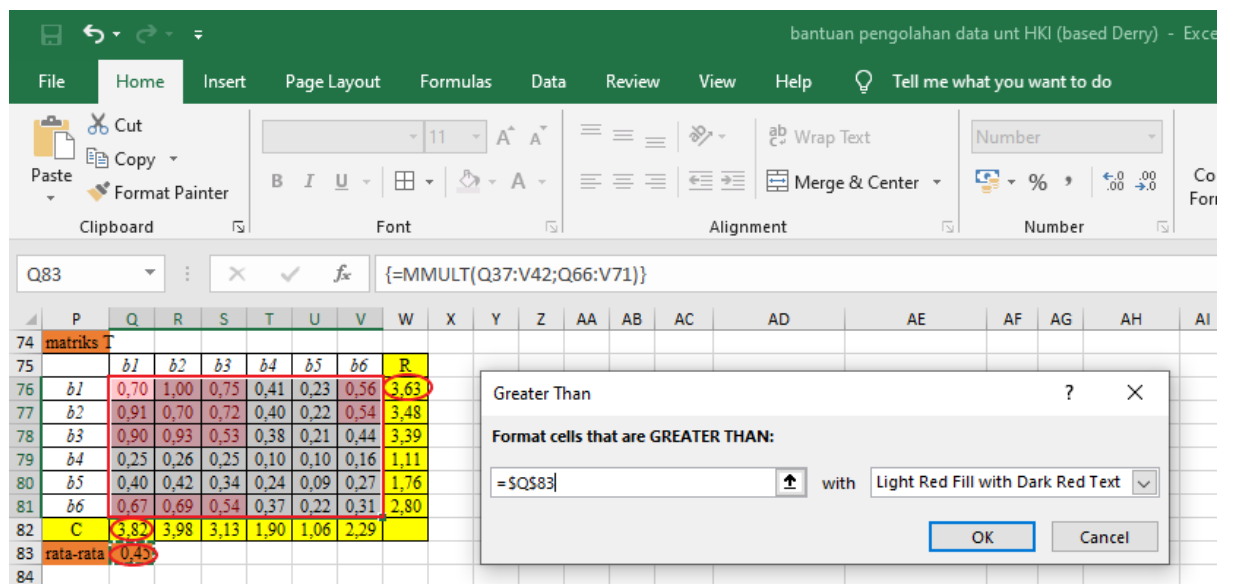 bantuan pengolahan data unt HKI (based Derry) - Exce
File Home Insert Page Layout Formulas Data Review View Help Tell me what you want to do
Cut
Copy
Format Painter
Paste
11 A A
B I U A
Wrap Text
Merge & Center
Number
% , ←.0 .00 .00 →.0
Co
For
Clipboard Font Alignment Number
Q83 fx {=MMULT(Q37:V42;Q66:V71)}
P Q R S T U V W X Y Z AA AB AC AD AE AF AG AH AI
74 matriks T
75 b1 b2 b3 b4 b5 b6 R
76 b1 0,70 1,00 0,75 0,41 0,23 0,56 3,63
77 b2 0,91 0,70 0,72 0,40 0,22 0,54 3,48
78 b3 0,90 0,93 0,53 0,38 0,21 0,44 3,39
79 b4 0,25 0,26 0,25 0,10 0,10 0,16 1,11
80 b5 0,40 0,42 0,34 0,24 0,09 0,27 1,76
81 b6 0,67 0,69 0,54 0,37 0,22 0,31 2,80
82 C 3,82 3,98 3,13 1,90 1,06 2,29
83 rata-rata 0,45
84
Greater Than ? ×
Format cells that are GREATER THAN:
=$Q$83 with Light Red Fill with Dark Red Text
OK Cancel